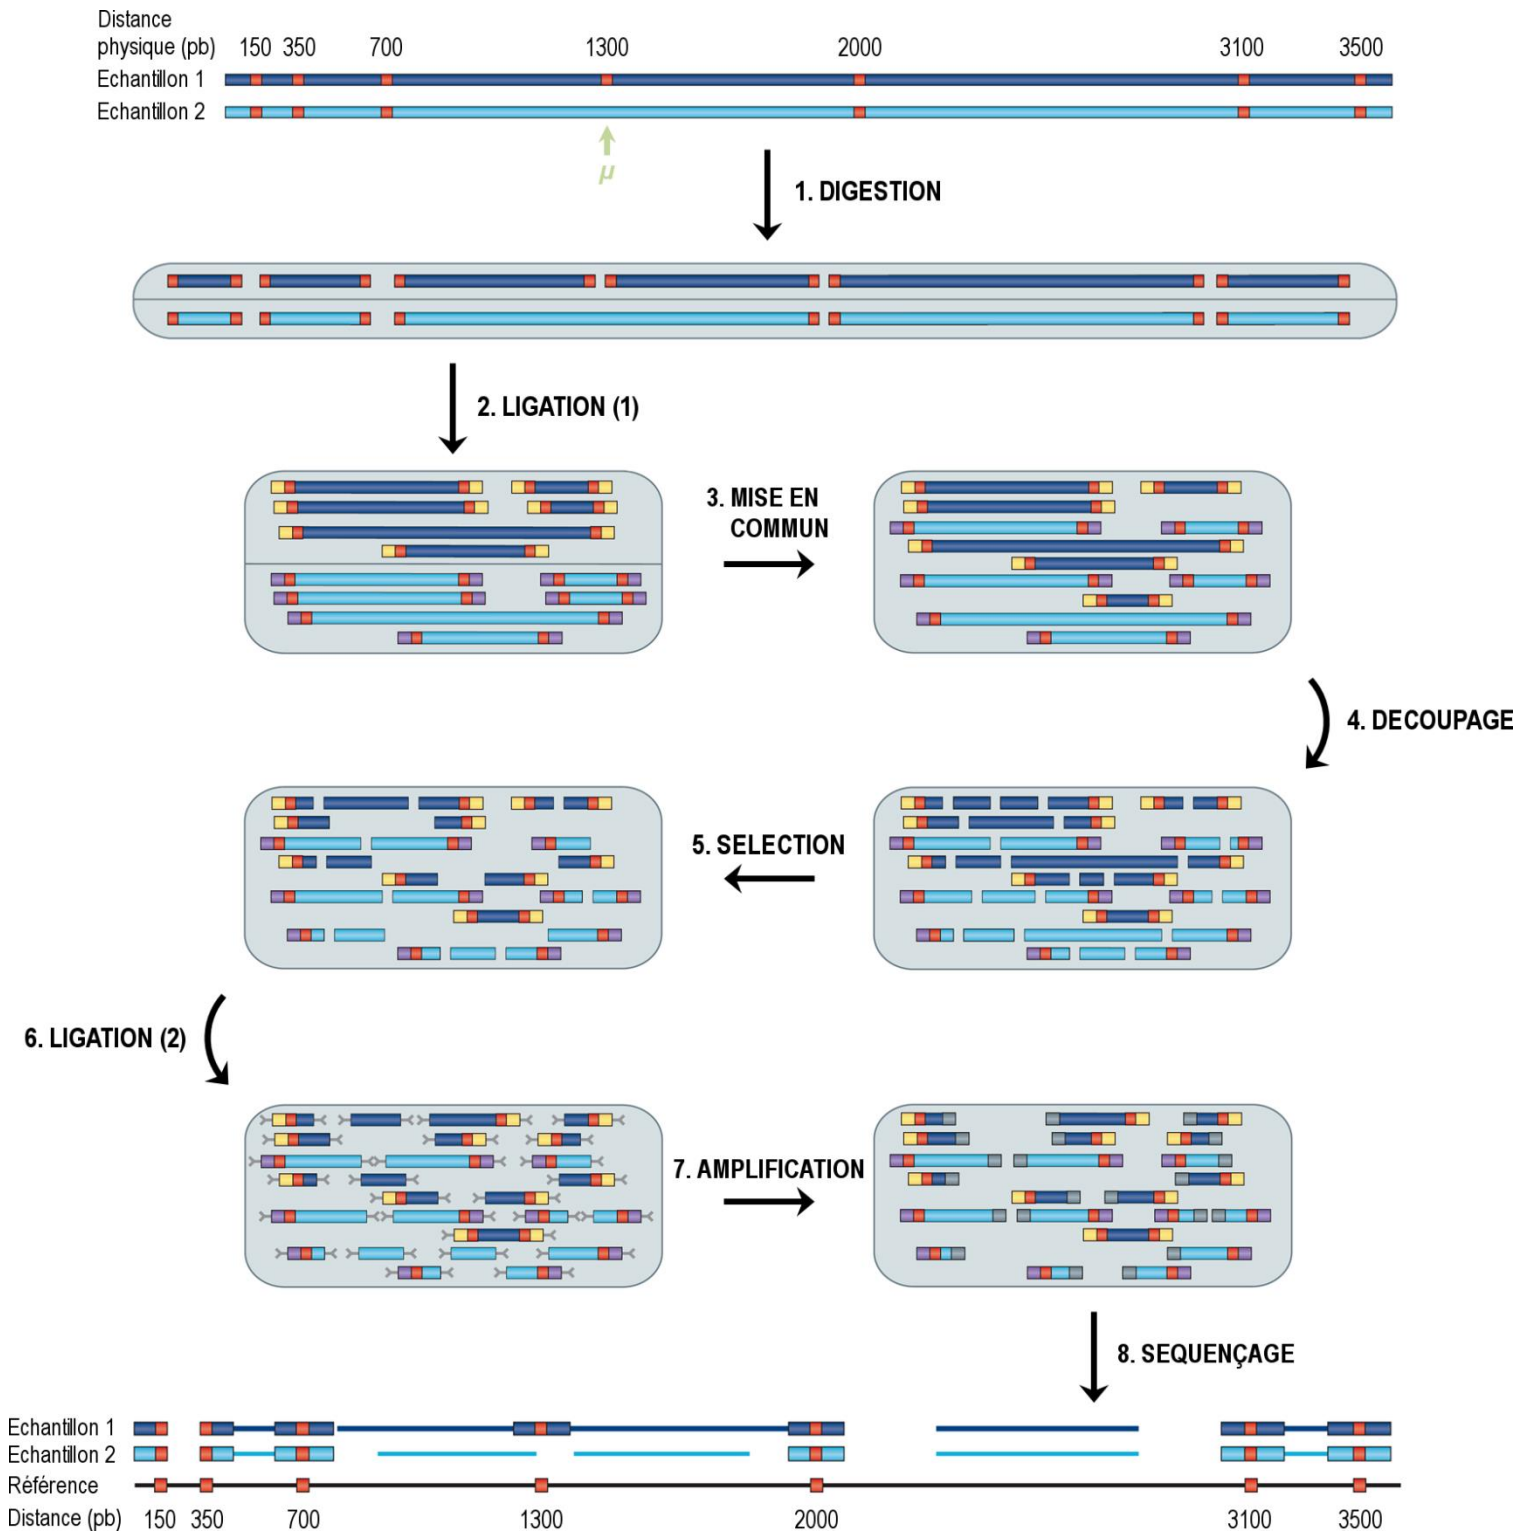 Distance
physique (pb) 150 350 700 1300 2000 3100 3500
Echantillon 1
Echantillon 2
µ
1. DIGESTION
2. LIGATION (1)
3. MISE EN
COMMUN
4. DECOUPAGE
5. SELECTION
6. LIGATION (2)
7. AMPLIFICATION
8. SEQUENÇAGE
Echantillon 1
Echantillon 2
Référence
Distance (pb) 150 350 700 1300 2000 3100 3500